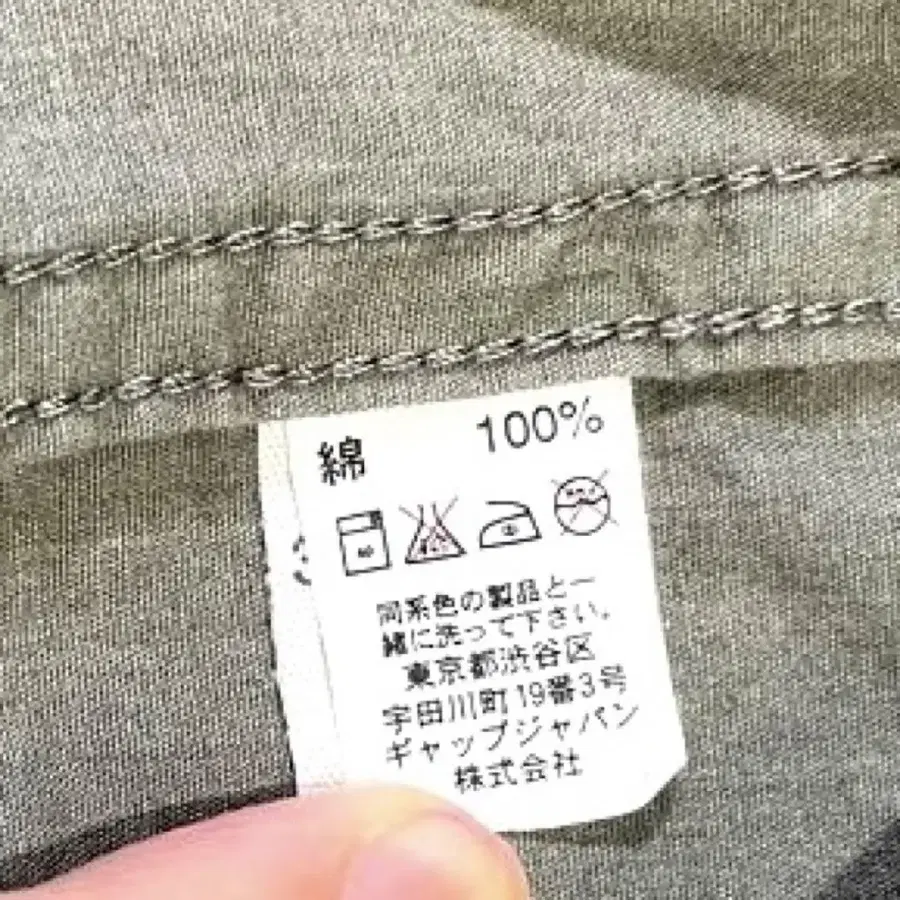 綿 100%
同系色の製品と一
緒に洗って下さい。
東京都渋谷区
宇田川町19番3号
ギャップジャパン
株式会社